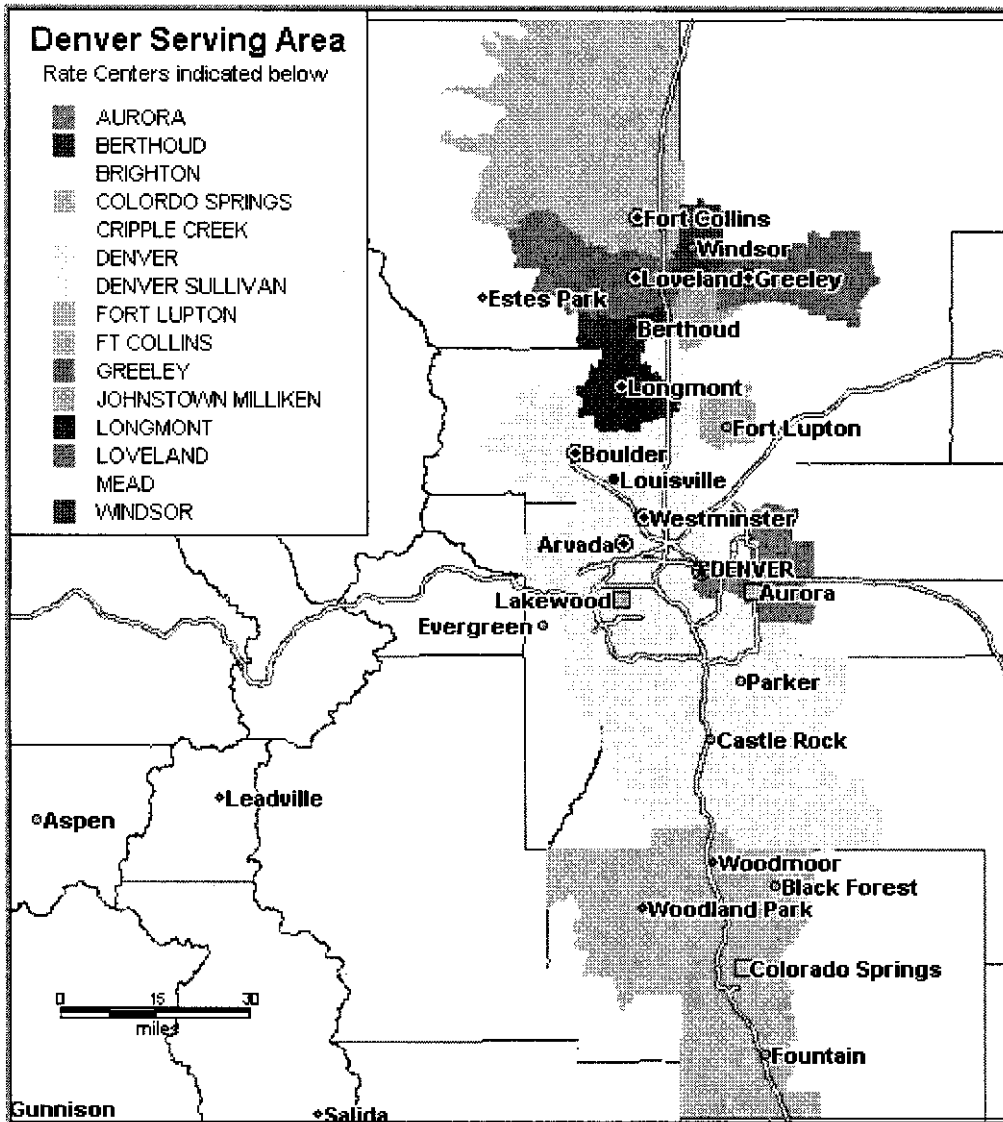 Denver Serving Area
Rate Centers indicated below
AURORA
BERTHOUD
BRIGHTON
COLORDO SPRINGS
CRIPPLE CREEK
DENVER
DENVER SULLIVAN
FORT LUPTON
FT COLLINS
GREELEY
JOHNSTOWN MILLIKEN
LONGMONT
LOVELAND
MEAD
WINDSOR
Fort Collins
Windsor
Loveland
Greeley
Estes Park
Berthoud
Longmont
Fort Lupton
Boulder
Louisville
Westminster
Arvada
DENVER
Lakewood
Aurora
Evergreen
Parker
Castle Rock
Leadville
Aspen
Woodmoor
Black Forest
Woodland Park
Colorado Springs
0 15 30
miles
Fountain
Gunnison
Salida